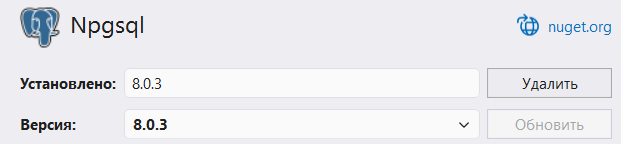 Npgsql
nuget.org
Установлено: 8.0.3 Удалить
Версия: 8.0.3 Обновить